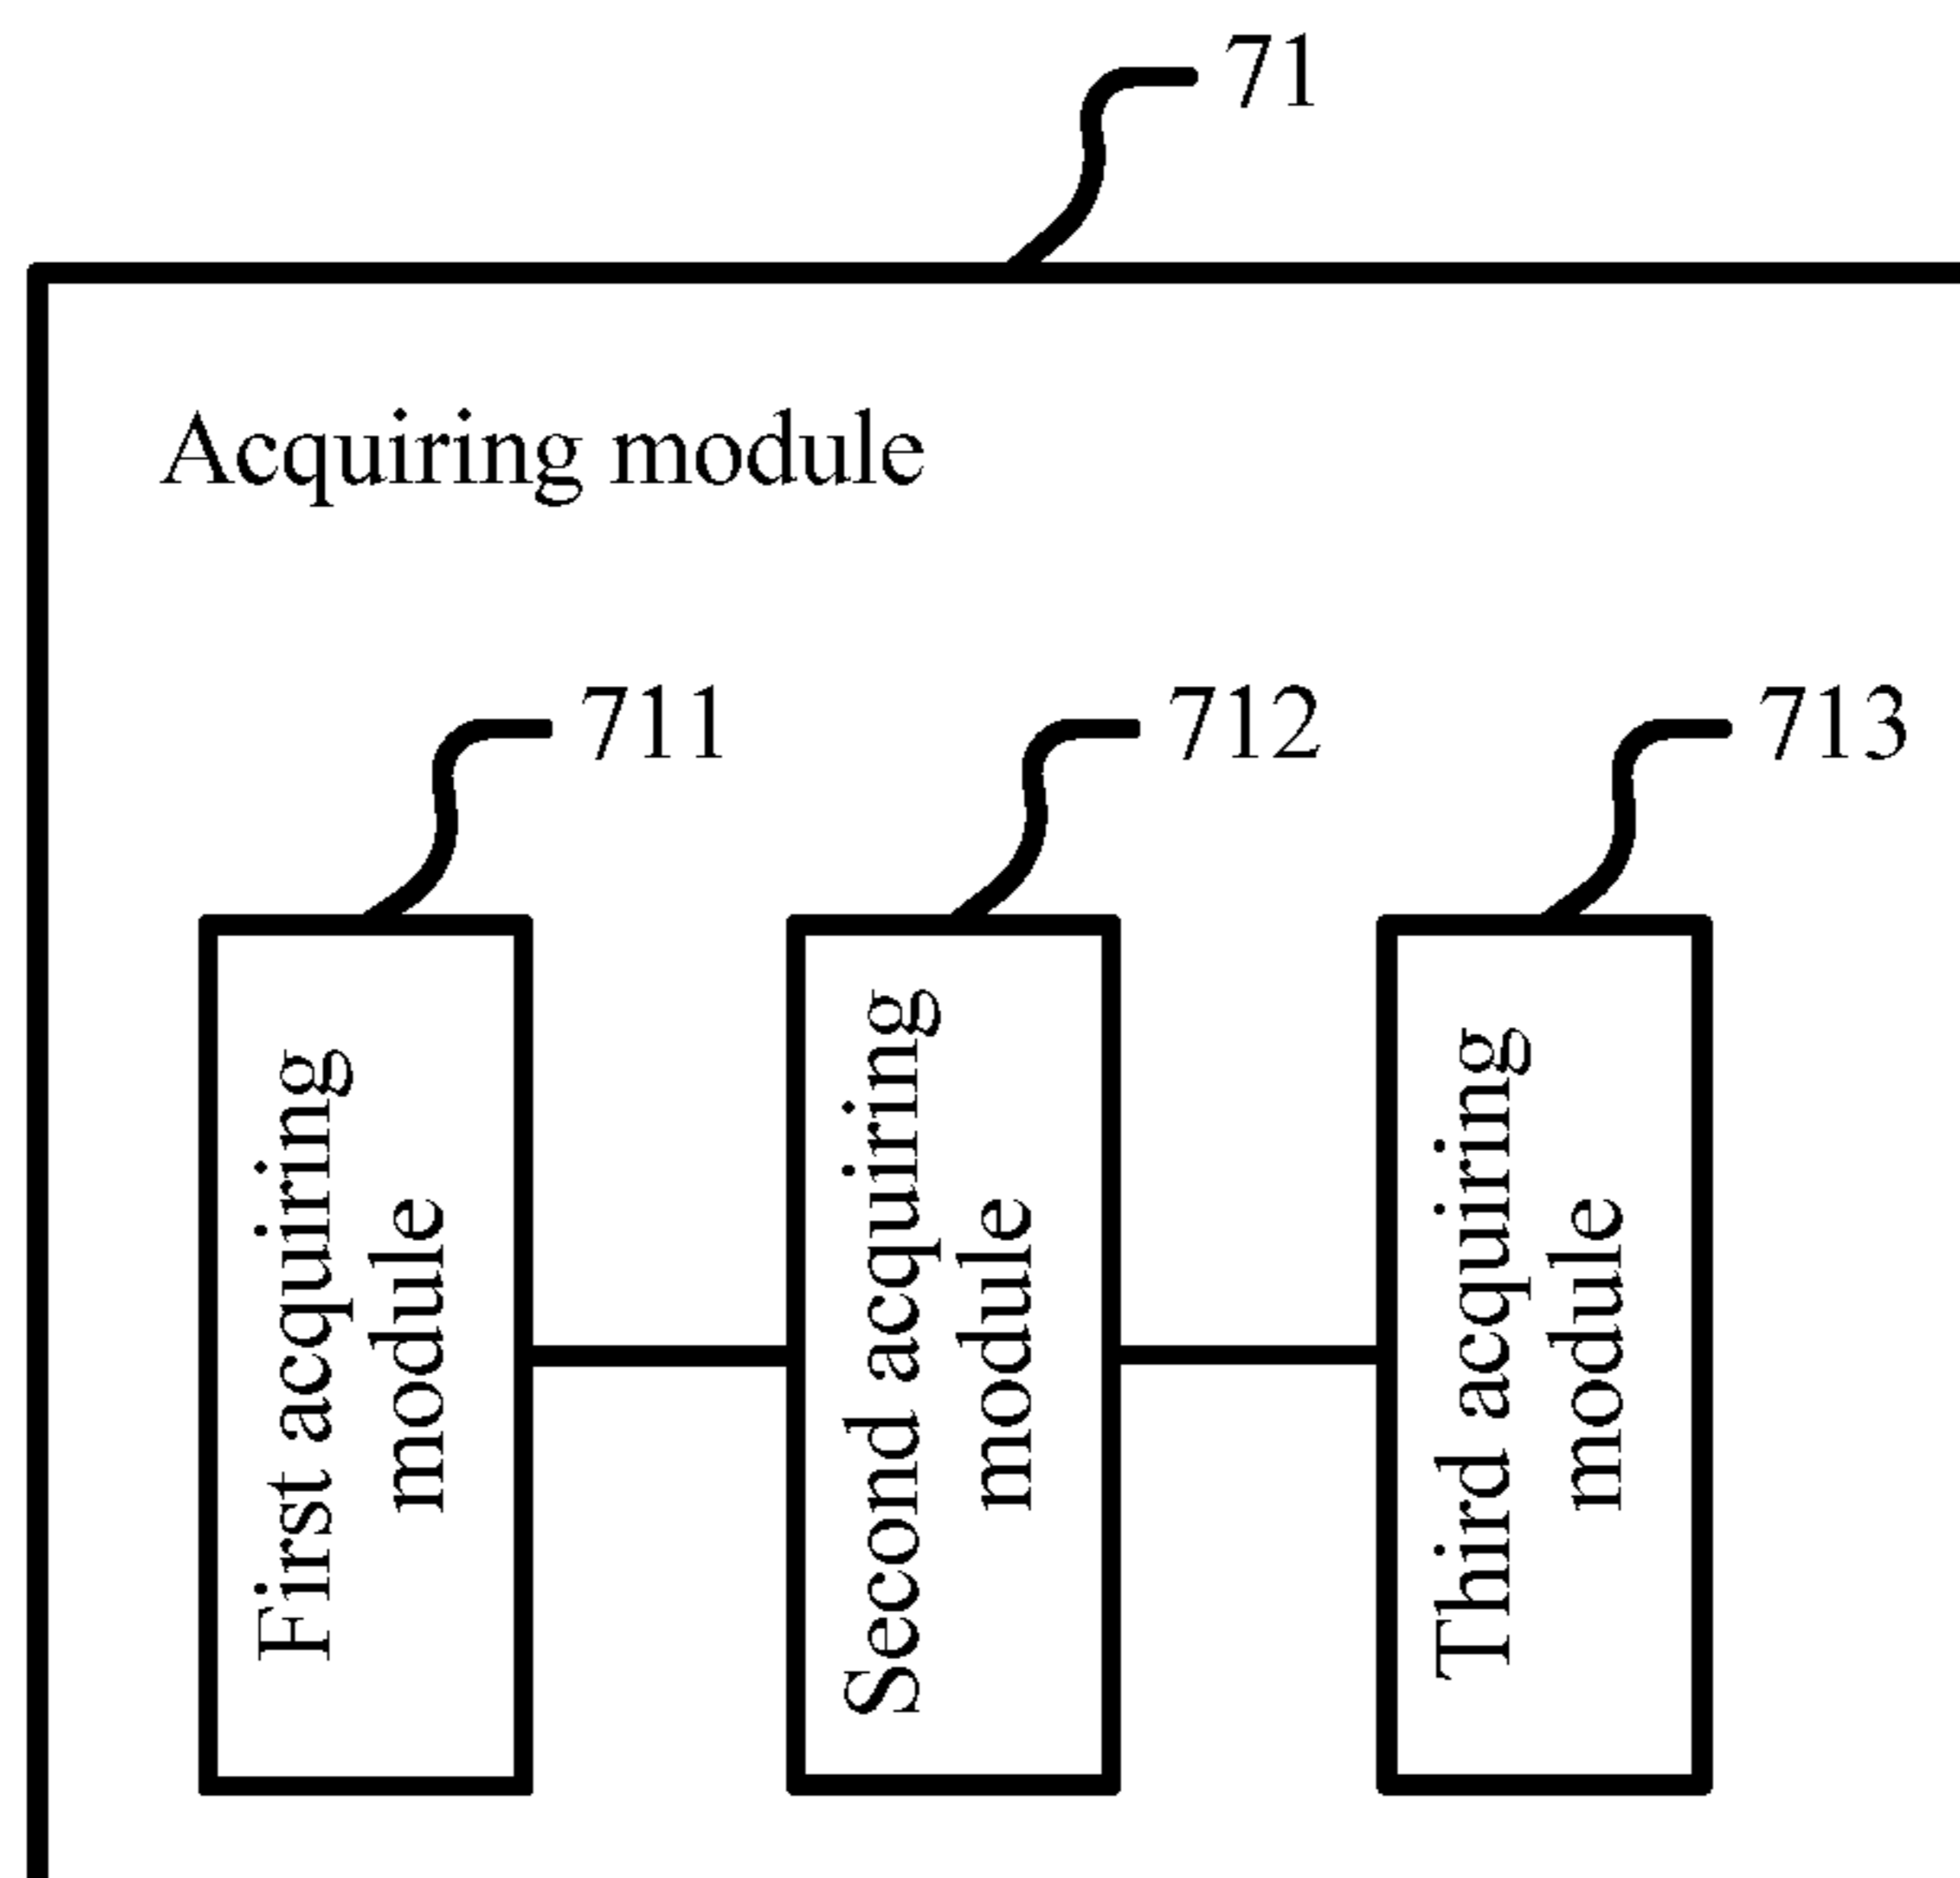 71
Acquiring module
711
712
713
First acquiring
module
Second acquiring
module
Third acquiring
module